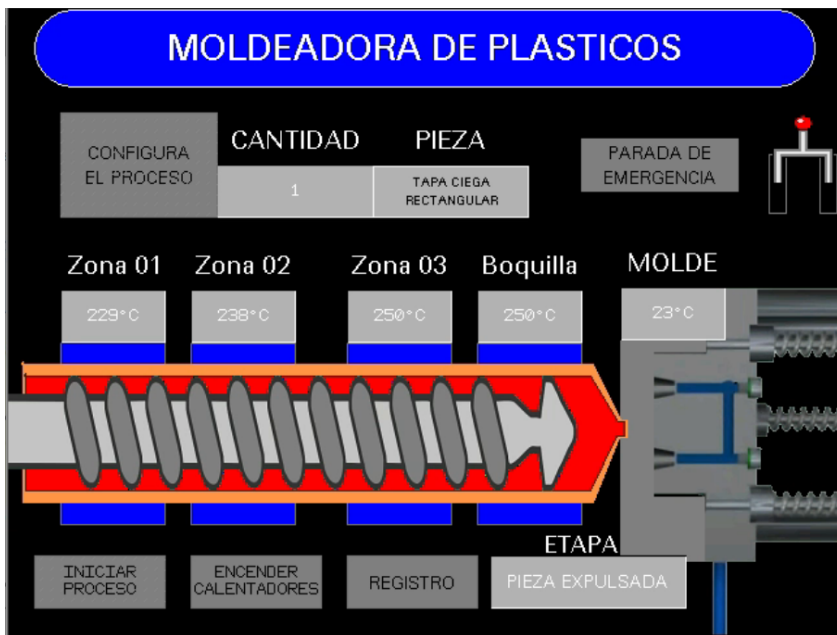 MOLDEADORA DE PLASTICOS
CANTIDAD
PIEZA
CONFIGURA
EL PROCESO
1
TAPA CIEGA
RECTANGULAR
PARADA DE
EMERGENCIA
Zona 01
Zona 02
Zona 03
Boquilla
MOLDE
229°C
238°C
250°C
250°C
23°C
ETAPA
INICIAR
PROCESO
ENCENDER
CALENTADORES
REGISTRO
PIEZA EXPULSADA